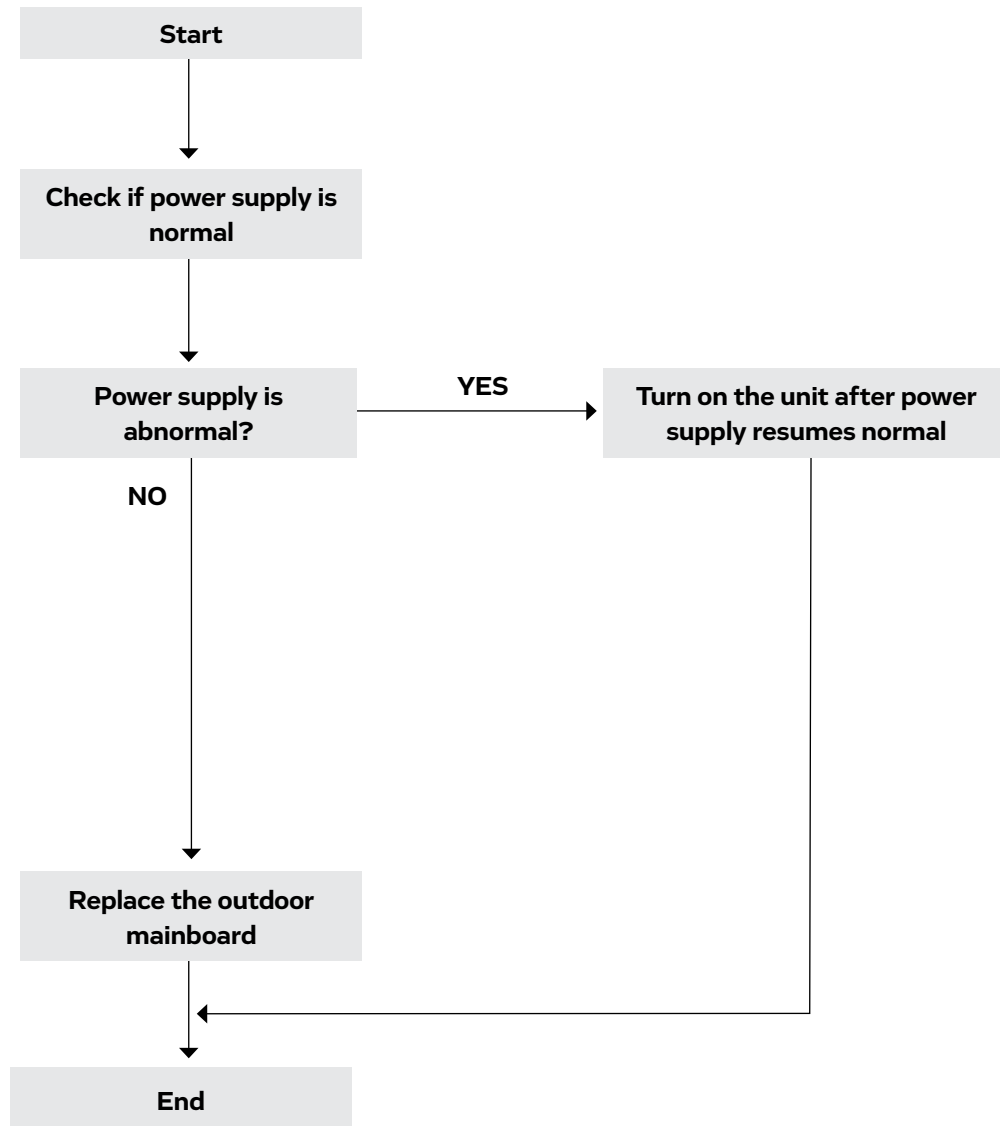 Start
Check if power supply is
normal
Power supply is
abnormal?
YES
Turn on the unit after power
supply resumes normal
NO
Replace the outdoor
mainboard
End